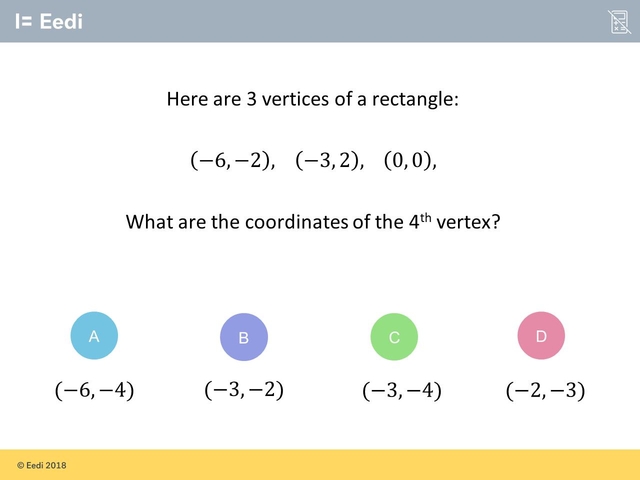 I= Eedi
Here are 3 vertices of a rectangle:
(−6, −2), (−3, 2), (0, 0),
What are the coordinates of the 4th vertex?
A B C D
(−6, −4) (−3, −2) (−3, −4) (−2, −3)
© Eedi 2018